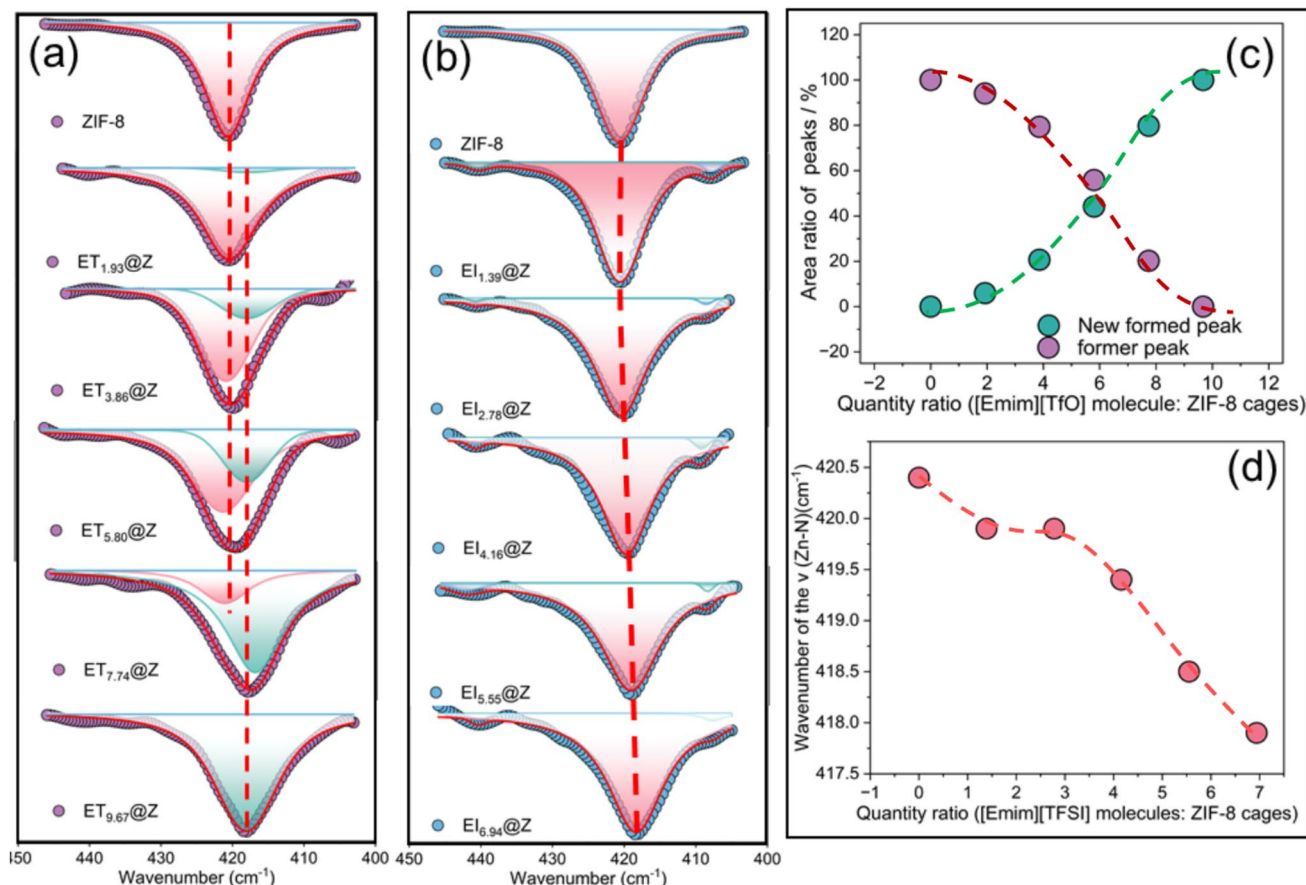 (a)
ZIF-8
ET1.93@Z
ET3.86@Z
ET5.80@Z
ET7.74@Z
ET9.67@Z
450 440 430 420 410 400
Wavenumber (cm-1)
(b)
ZIF-8
EI1.39@Z
EI2.78@Z
EI4.16@Z
EI5.55@Z
EI6.94@Z
450 440 430 420 410 400
Wavenumber (cm-1)
(c)
Area ratio of peaks / %
120
100
80
60
40
20
0
−20
New formed peak
former peak
−2 0 2 4 6 8 10 12
Quantity ratio ([Emim][TfO] molecule: ZIF-8 cages)
(d)
Wavenumber of the ν (Zn-N)(cm-1)
420.5
420.0
419.5
419.0
418.5
418.0
417.5
−1 0 1 2 3 4 5 6 7
Quantity ratio ([Emim][TFSI] molecules: ZIF-8 cages)